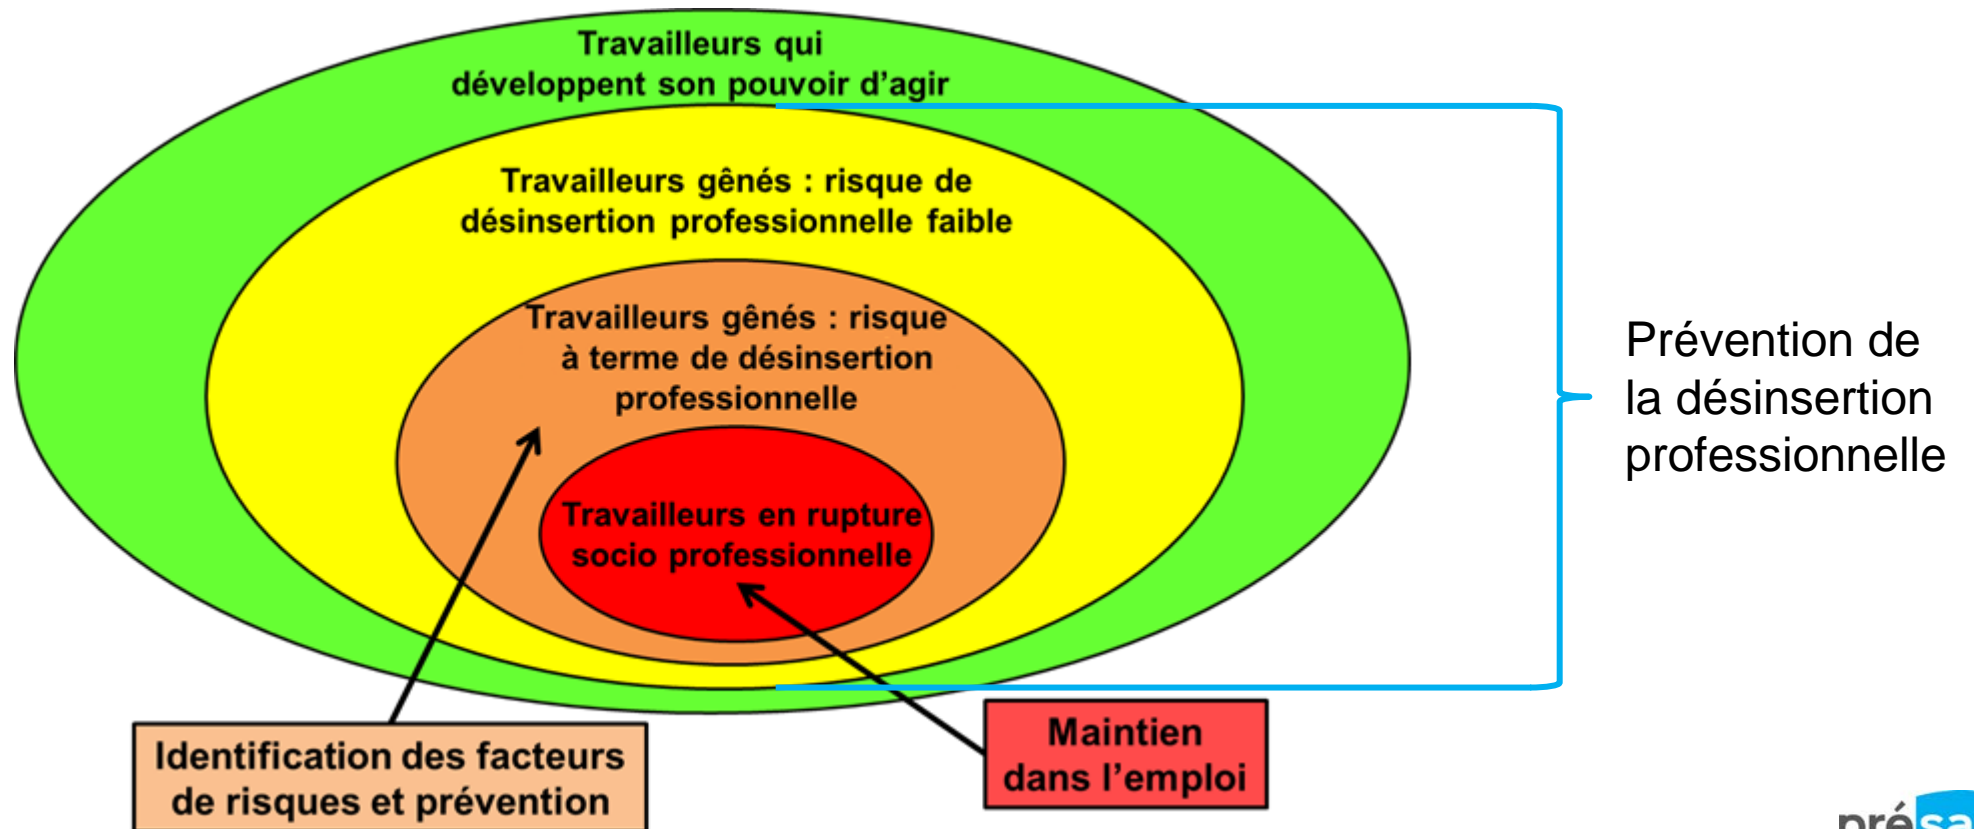 Travailleurs qui
développent son pouvoir d’agir
Travailleurs gênés : risque de
désinsertion professionnelle faible
Travailleurs gênés : risque
à terme de désinsertion
professionnelle
Travailleurs en rupture
socio professionnelle
Prévention de
la désinsertion
professionnelle
Identification des facteurs
de risques et prévention
Maintien
dans l’emploi